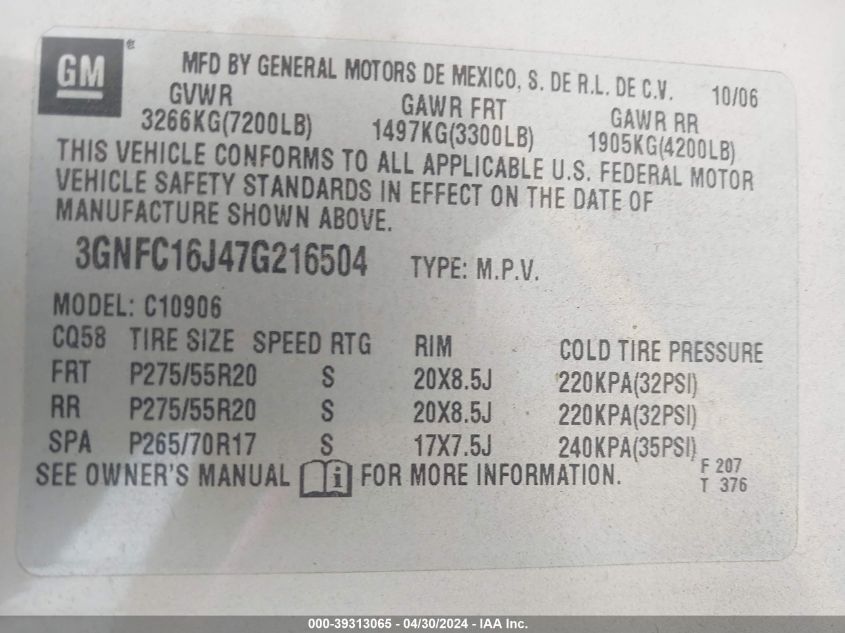 GM
MFD BY GENERAL MOTORS DE MEXICO, S. DE R.L. DE C.V. 10/06
GVWR GAWR FRT GAWR RR
3266KG(7200LB) 1497KG(3300LB) 1905KG(4200LB)
THIS VEHICLE CONFORMS TO ALL APPLICABLE U.S. FEDERAL MOTOR
VEHICLE SAFETY STANDARDS IN EFFECT ON THE DATE OF
MANUFACTURE SHOWN ABOVE.
3GNFC16J47G216504 TYPE: M.P.V.
MODEL: C10906
CQ58 TIRE SIZE SPEED RTG RIM COLD TIRE PRESSURE
FRT P275/55R20 S 20X8.5J 220KPA(32PSI)
RR P275/55R20 S 20X8.5J 220KPA(32PSI)
SPA P265/70R17 S 17X7.5J 240KPA(35PSI)
SEE OWNER'S MANUAL i FOR MORE INFORMATION. F 207
T 376
000-39313065 / 04/30/2024 - IAA Inc.